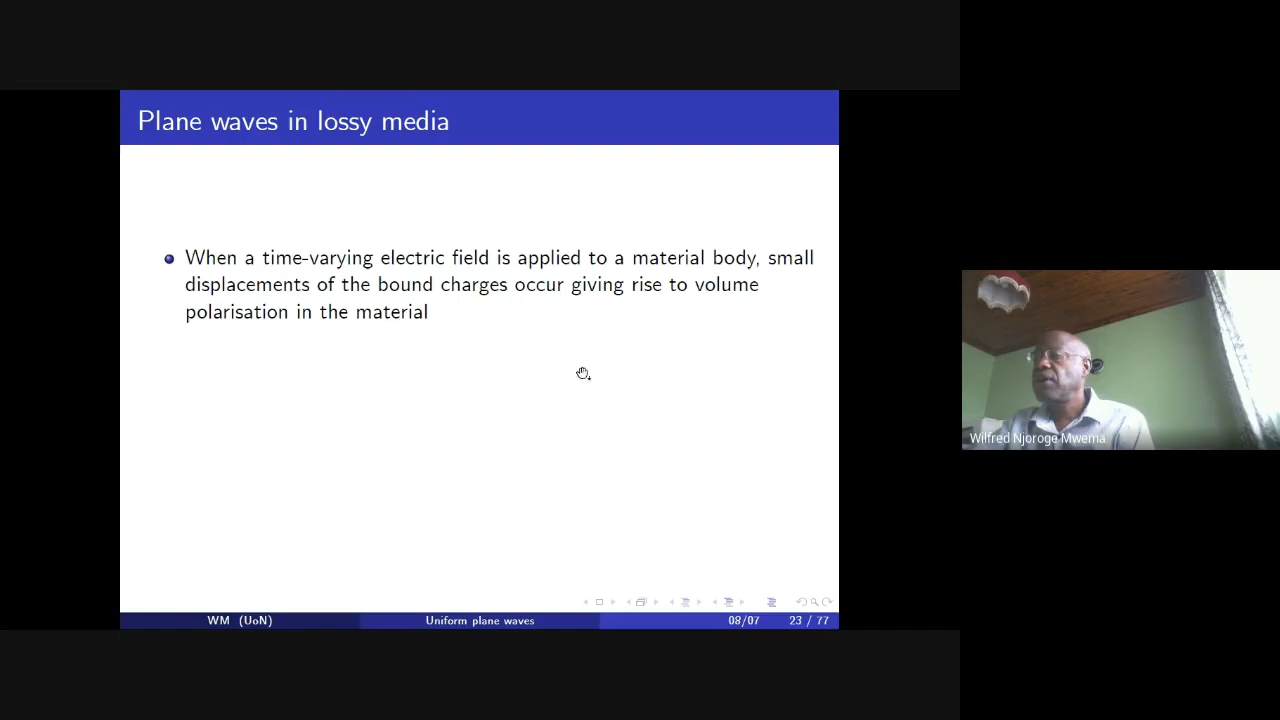 Plane waves in lossy media
When a time-varying electric field is applied to a material body, small
displacements of the bound charges occur giving rise to volume
polarisation in the material
WM (UoN)
Uniform plane waves
08/07
23 / 77
Wilfred Njoroge Mwema